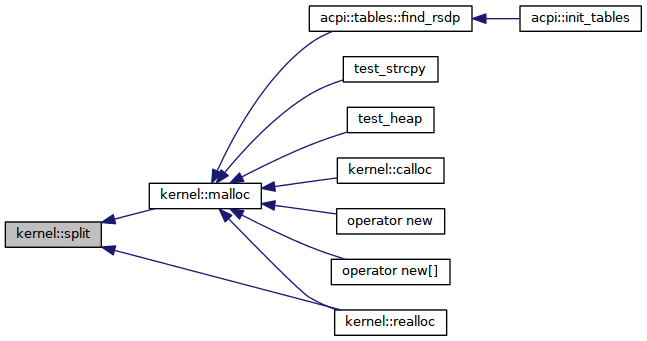 acpi::tables::find_rsdp
acpi::init_tables
test_strcpy
test_heap
kernel::calloc
kernel::malloc
operator new
kernel::split
operator new[]
kernel::realloc